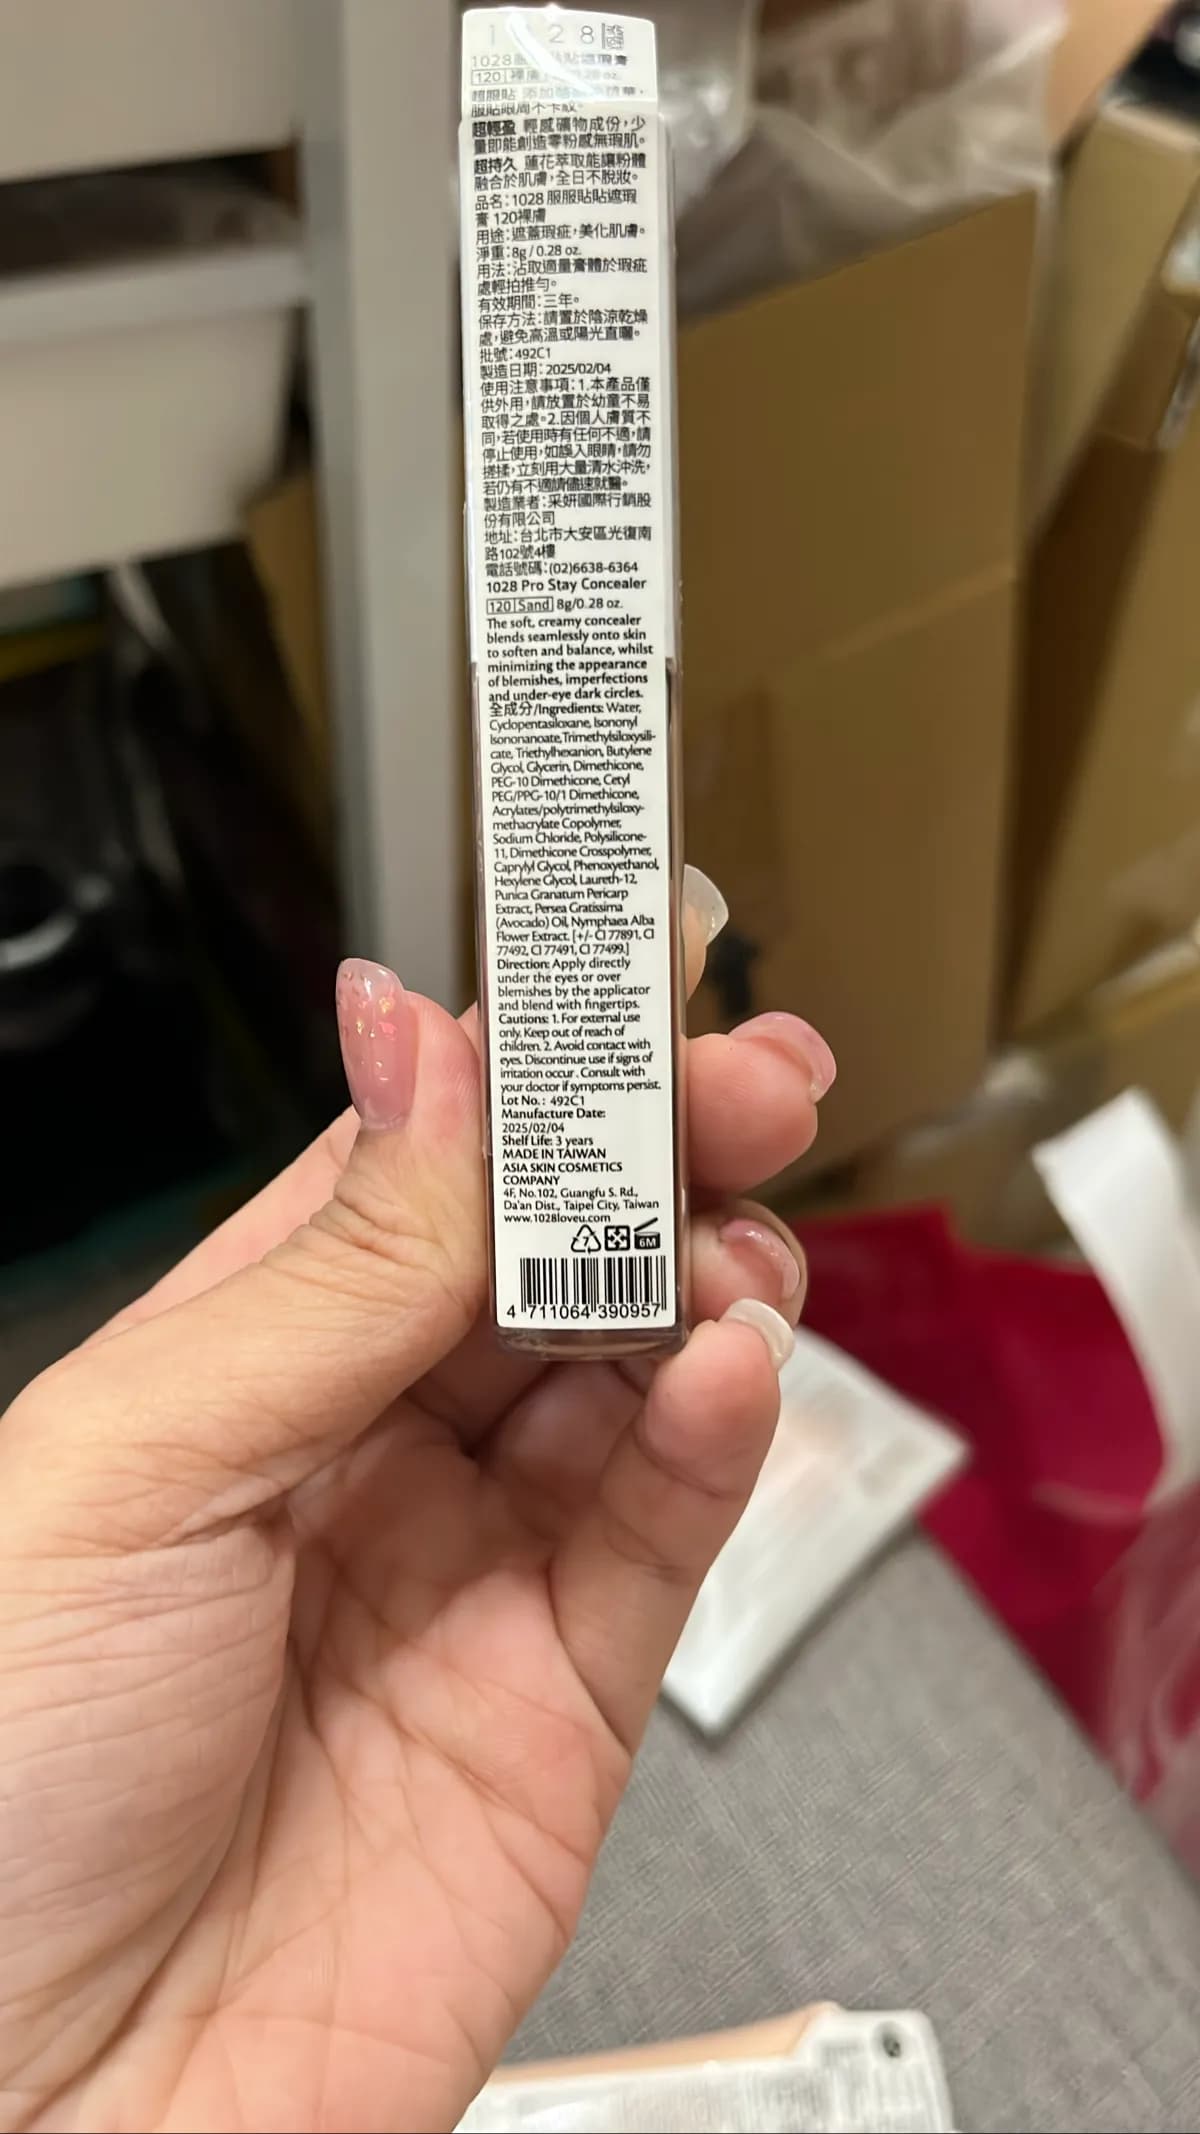 1 28
1028 貼遮瑕膏
120 裸膚 0.28 oz.
超服貼 添加
服貼眼周不卡紋。
超輕盈 輕感礦物成份，少
量即能創造零粉感無瑕肌。
超持久 蓮花萃取能讓粉體
融合於肌膚，全日不脫妝。
品名：1028 服服貼貼遮瑕
膏 120裸膚
用途：遮蓋瑕疵，美化肌膚。
淨重：8g / 0.28 oz.
用法：沾取適量膏體於瑕疵
處輕拍推勻。
有效期間：三年。
保存方法：請置於陰涼乾燥
處，避免高溫或陽光直曬。
批號：492C1
製造日期：2025/02/04
使用注意事項：1.本產品僅
供外用，請放置於幼童不易
取得之處。2.因個人膚質不
同，若使用時有任何不適，請
停止使用，如誤入眼睛，請勿
搓揉，立刻用大量清水沖洗，
若仍有不適請儘速就醫。
製造業者：采妍國際行銷股
份有限公司
地址：台北市大安區光復南
路102號4樓
電話號碼：(02)6638-6364
1028 Pro Stay Concealer
120 Sand 8g/0.28 oz.
The soft, creamy concealer
blends seamlessly onto skin
to soften and balance, whilst
minimizing the appearance
of blemishes, imperfections
and under-eye dark circles.
全成分/Ingredients: Water,
Cyclopentasiloxane, Isononyl
Isononanoate, Trimethylsiloxysili-
cate, Triethylhexanion, Butylene
Glycol, Glycerin, Dimethicone,
PEG-10 Dimethicone, Cetyl
PEG/PPG-10/1 Dimethicone,
Acrylates/polytrimethylsiloxy-
methacrylate Copolymer,
Sodium Chloride, Polysilicone-
11, Dimethicone Crosspolymer,
Caprylyl Glycol, Phenoxyethanol,
Hexylene Glycol, Laureth-12,
Punica Granatum Pericarp
Extract, Persea Gratissima
(Avocado) Oil, Nymphaea Alba
Flower Extract. [+/- CI 77891, CI
77492, CI 77491, CI 77499.]
Direction: Apply directly
under the eyes or over
blemishes by the applicator
and blend with fingertips.
Cautions: 1. For external use
only. Keep out of reach of
children. 2. Avoid contact with
eyes. Discontinue use if signs of
irritation occur. Consult with
your doctor if symptoms persist.
Lot No.: 492C1
Manufacture Date:
2025/02/04
Shelf Life: 3 years
MADE IN TAIWAN
ASIA SKIN COSMETICS
COMPANY
4F, No.102, Guangfu S. Rd.,
Da'an Dist., Taipei City, Taiwan
www.1028loveu.com
7 6M
4 711064 390957